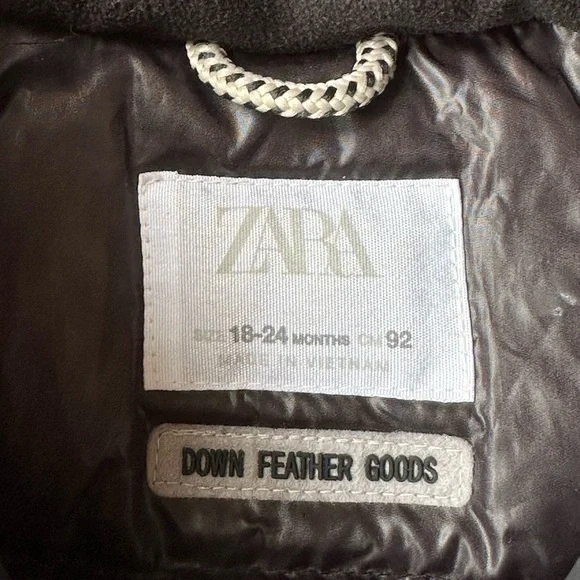 ZARA
SIZE 18-24 MONTHS CM 92
MADE IN VIETNAM
DOWN FEATHER GOODS